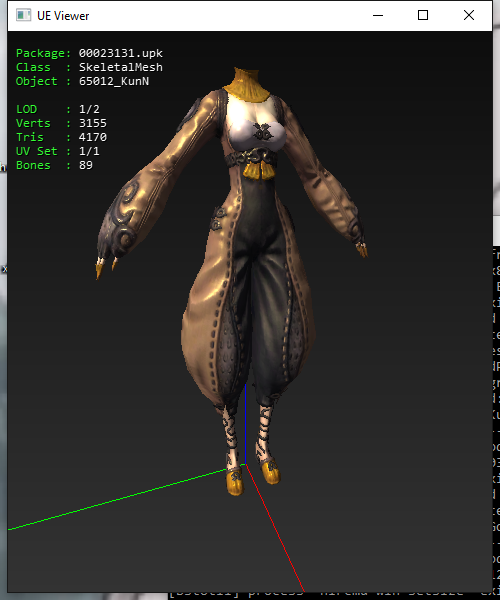 UE Viewer
Package: 00023131.upk
Class : SkeletalMesh
Object : 65012_KunN
LOD : 1/2
Verts : 3155
Tris : 4170
UV Set : 1/1
Bones : 89